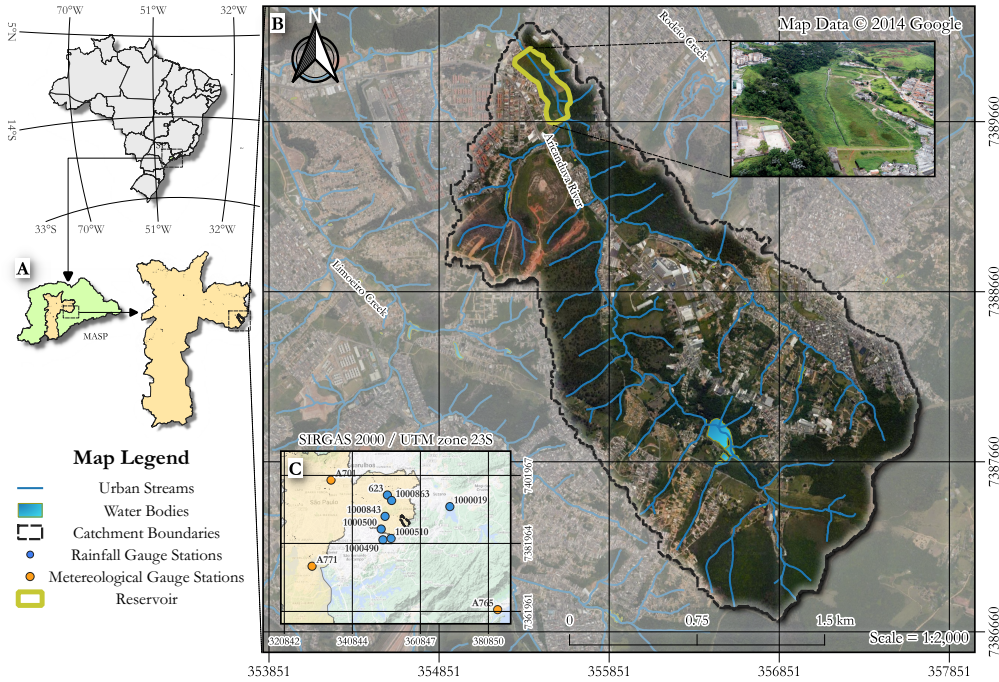 70°W
51°W
32°W
5°N
14°S
33°S
70°W
51°W
32°W
A
MASP
Map Legend
Urban Streams
Water Bodies
Catchment Boundaries
Rainfall Gauge Stations
Metereological Gauge Stations
Reservoir
B
N
Rodeio Creek
Map Data © 2014 Google
Aricanduva River
Limoeiro Creek
SIRGAS 2000 / UTM zone 23S
C
A701
623
1000863
1000019
1000843
1000500
1000510
1000490
A771
A765
7401967
7381964
7361961
320842
340844
360847
380850
0
0.75
1.5 km
Scale = 1:2,000
7389660
7388660
7387660
7386660
353851
354851
355851
356851
357851